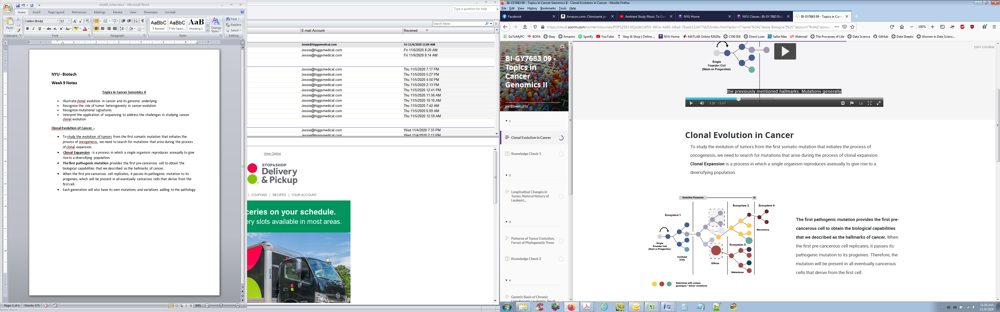 week9_notes.docx - Microsoft Word
Home Insert Page Layout References Mailings Review View Developer Acrobat
Paste
Calibri (Body) 12
AaBbC AaBbC AaB
¶ Normal ¶ No Spaci... Heading 1
Change Styles
Find
Replace
Select
Clipboard Font Paragraph Styles Editing
NYU - Biotech
Week 9 Notes
Topics in Cancer Genomics II
• Illustrate clonal evolution in cancer and its genomic underlying
• Recognize the role of tumor heterogeneity in cancer evolution
• Recognize mutational signatures
• Interpret the application of sequencing to address the challenges in studying cancer
clonal evolution
Clonal Evolution of Cancer –
• To study the evolution of tumors from the first somatic mutation that initiates the
process of oncogenesis, we need to search for mutations that arise during the process
of clonal expansion.
• Clonal Expansion - is a process in which a single organism reproduces asexually to give
rise to a diversifying population.
• The first pathogenic mutation provides the first pre-cancerous cell to obtain the
biological capabilities that we described as the hallmarks of cancer.
• When the first pre-cancerous cell replicates, it passes its pathogenic mutation to its
progenies, which will be present in all eventually cancerous cells that derive from the
first cell.
• Each generation will also have its own mutations and variations adding to the pathology
Page: 1 of 1 Words: 175 90%
Type a question for help
Search Inbox
E-mail Account Received
Jessie@higgsmedical.com Fri 11/6/2020 11:04 AM
Jessie@higgsmedical.com Fri 11/6/2020 8:20 AM
Jessie@higgsmedical.com Fri 11/6/2020 8:14 AM
Jessie@higgsmedical.com Thu 11/5/2020 7:17 PM
Jessie@higgsmedical.com Thu 11/5/2020 5:27 PM
Jessie@higgsmedical.com Thu 11/5/2020 4:50 PM
Jessie@higgsmedical.com Thu 11/5/2020 2:13 PM
Jessie@higgsmedical.com Thu 11/5/2020 12:41 PM
Jessie@higgsmedical.com Thu 11/5/2020 11:56 AM
Jessie@higgsmedical.com Thu 11/5/2020 10:10 AM
Jessie@higgsmedical.com Thu 11/5/2020 7:42 AM
Jessie@higgsmedical.com Thu 11/5/2020 6:09 AM
Jessie@higgsmedical.com Thu 11/5/2020 12:59 AM
Jessie@higgsmedical.com Wed 11/4/2020 7:33 PM
Jessie@higgsmedical.com Wed 11/4/2020 2:13 PM
View Online
STOP&SHOP
Delivery
& Pickup
| COUPONS | RECIPES | YOUR ACCOUNT
ceries on your schedule.
ery slots available in most areas.
HINO
BI-GY7683 09 - Topics in Cancer Genomics II - Clonal Evolution in Cancer - Mozilla Firefox
File Edit View History Bookmarks Tools Help
Facebook
Amazon.com: Chinoiserie jar
Ambient Study Music To Con
NYU Home
NYU Classes : BI-GY 7683 Biol
BI-GY7683 09 - Topics in Canc
https://cloud.scorm.com/content/courses/P0P5ZE81VQ/cdb1df55-481e-4a80-b8ad-76acb31d477d/0/index.html?actor={"name"%3A["Jessie Bologna"]%2C"account"%3A[{"accoun
100%
GoToMyPC BOFA Ebay Amazon Spotify YouTube Stop & Shop | Online ... NYU Home MATLAB Online R2020a CS50 IDE Direct Loan Sallie Mae Webmail The Processes of Life Data Science GitHub Data Skeptic Women in Data Scienc...
EXIT COURSE
BI-GY7683 09 -
Topics in
Cancer
Genomics II
0% COMPLETE
1
Clonal Evolution in Cancer
Knowledge Check 1
2
Longitudinal Changes in
Tumor, Natural history of
Leukemi...
3
Patterns of Tumor Evolution,
Forest of Phylogenetic Trees
Knowledge Check 2
4
Genetic Basis of Chronic
Lymphocytic Leukemia, Small
Single
Founder Cell
(Stem or Progenitor)
the previously mentioned hallmarks. Mutations generally
1:31 / 5:47 1x
Clonal Evolution in Cancer
To study the evolution of tumors from the first somatic mutation that initiates the process of
oncogenesis, we need to search for mutations that arise during the process of clonal expansion.
Clonal Expansion is a process in which a single organism reproduces asexually to give rise to a
diversifying population.
Selective Pressures Tx
Ecosystem 1
Ecosystem 2
Ecosystem 4
Recurrence
Single
Founder Cell
(Stem or Progenitor)
Confined
(CIS)
Diffuse
Ecosystem 3
Metastases
Subclones with unique
genotype / 'driver' mutations
The first pathogenic mutation provides the first pre-
cancerous cell to obtain the biological capabilities
that we described as the hallmarks of cancer. When
the first pre-cancerous cell replicates, it passes its
pathogenic mutation to its progenies. Therefore, the
mutation will be present in all eventually cancerous
cells that derive from the first cell.
48 48
11:58 AM
11/6/2020